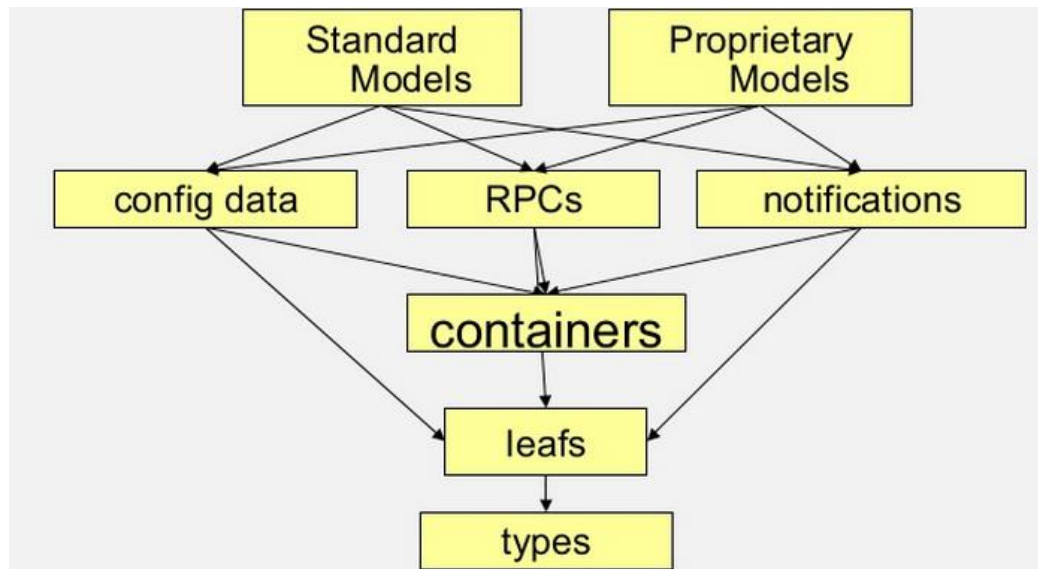 Standard
Models
Proprietary
Models
config data
RPCs
notifications
containers
leafs
types